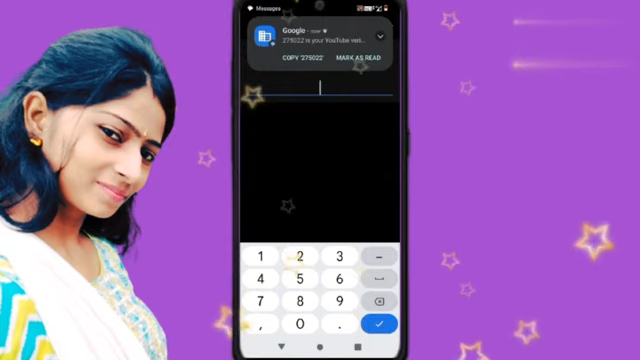 Messages
Google · now
275022 is your YouTube veri...
COPY '275022' MARK AS READ
1 2 3 –
4 5 6
7 8 9
, 0 .